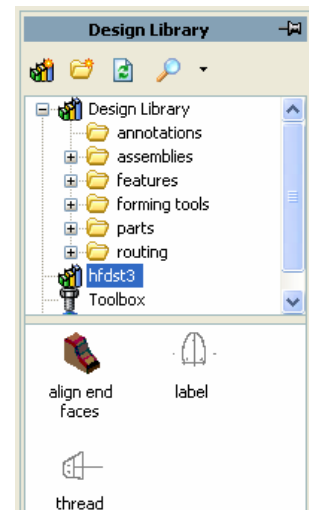 Design Library
Design Library
annotations
assemblies
features
forming tools
parts
routing
hfdst3
Toolbox
align end
faces
label
thread